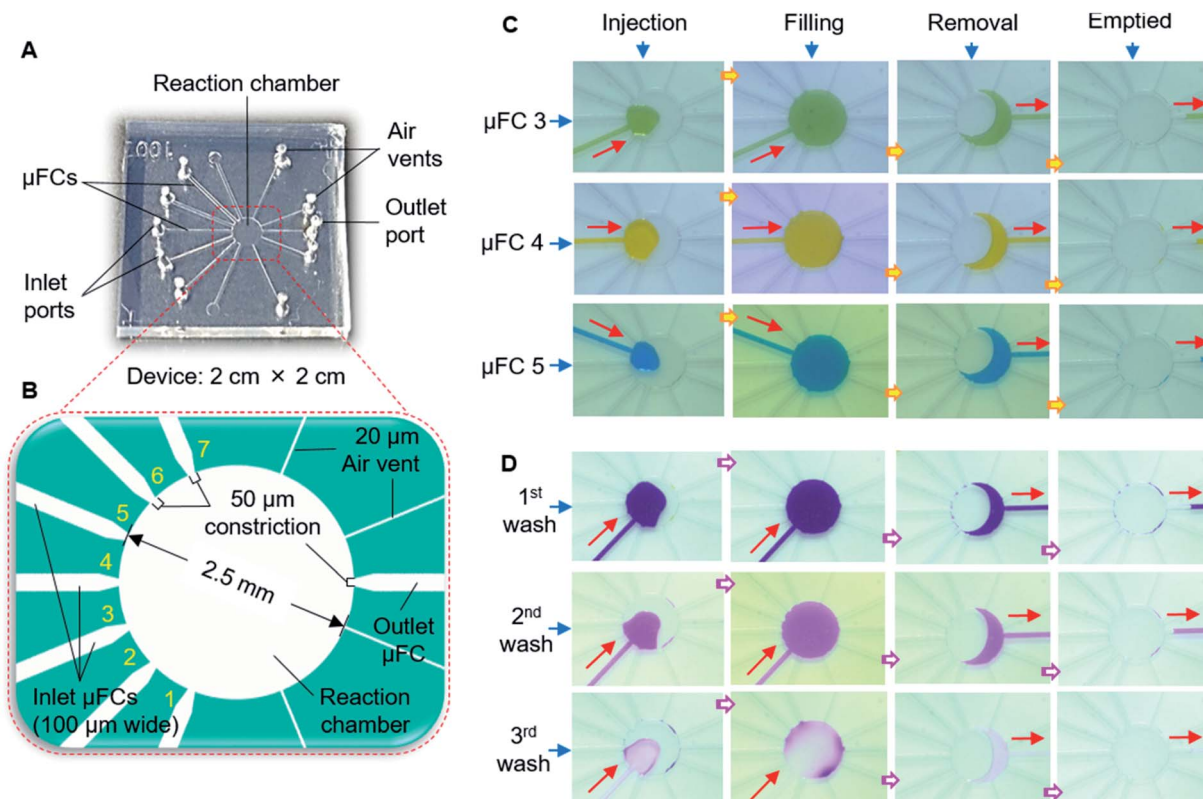 A
Reaction chamber
Air
vents
µFCs
Outlet
port
Inlet
ports
Device: 2 cm × 2 cm
B
1
2
3
4
5
6
7
20 µm
Air vent
50 µm
constriction
2.5 mm
Outlet
µFC
Inlet µFCs
(100 µm wide)
Reaction
chamber
C
Injection
Filling
Removal
Emptied
µFC 3
µFC 4
µFC 5
D
1st
wash
2nd
wash
3rd
wash